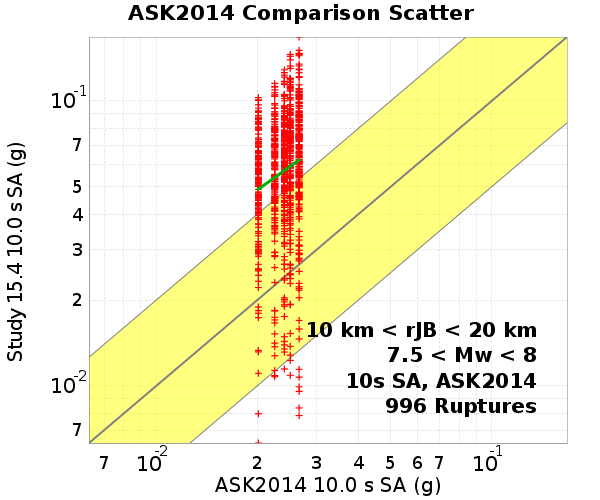 ASK2014 Comparison Scatter
Study 15.4 10.0 s SA (g)
10⁻¹
7
5
4
3
2
10⁻²
7
10 km < rJB < 20 km
7.5 < Mw < 8
10s SA, ASK2014
996 Ruptures
7 10⁻² 2 3 4 5 6 7 10⁻¹
ASK2014 10.0 s SA (g)